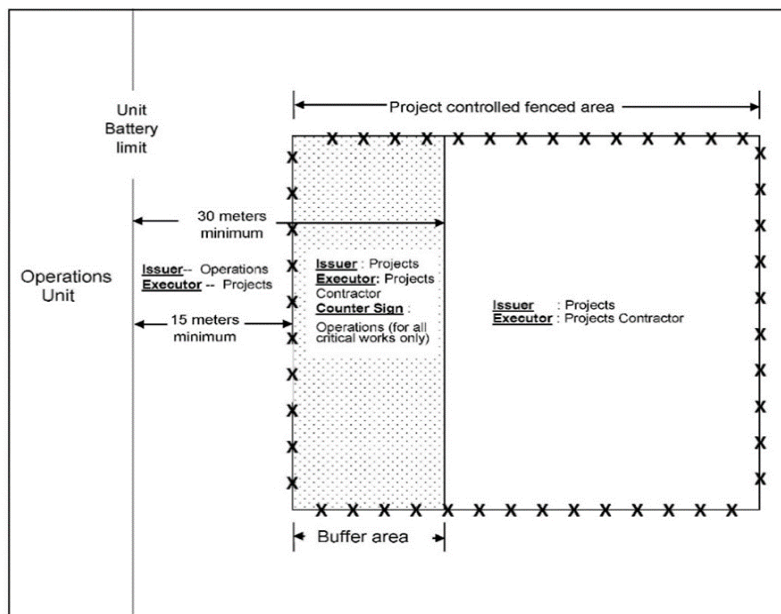 Unit
Battery
limit
Project controlled fenced area
30 meters
minimum
Operations
Unit
Issuer-- Operations
Executor -- Projects
15 meters
minimum
Issuer : Projects
Executor: Projects
Contractor
Counter Sign :
Operations (for all
critical works only)
Issuer : Projects
Executor : Projects Contractor
Buffer area